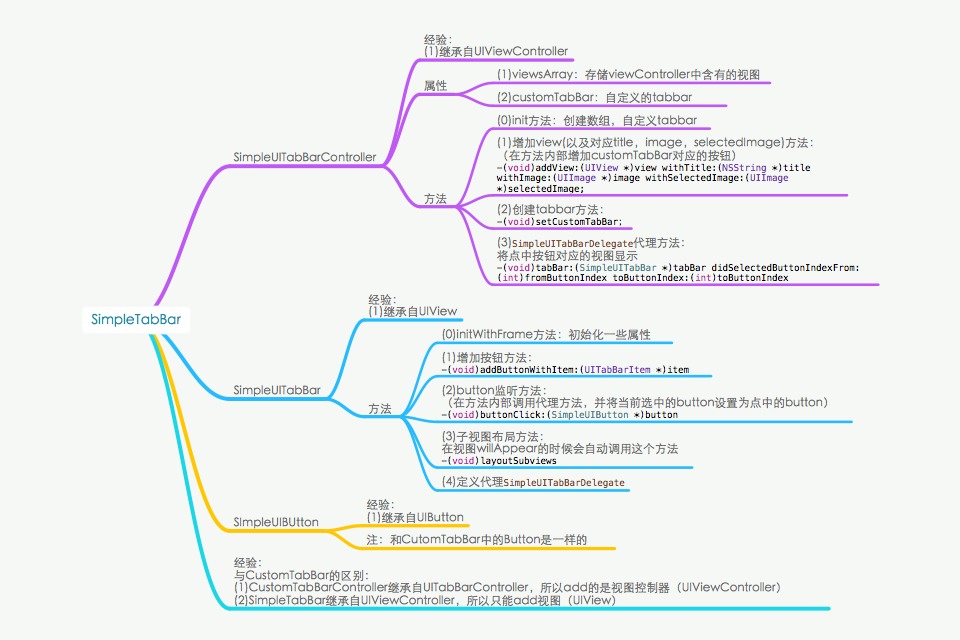 SimpleTabBar
SimpleUITabBarController
经验：
(1)继承自UIViewController
属性
(1)viewsArray：存储viewController中含有的视图
(2)customTabBar：自定义的tabbar
方法
(0)init方法：创建数组，自定义tabbar
(1)增加view(以及对应title，image，selectedImage)方法：
（在方法内部增加customTabBar对应的按钮）
-(void)addView:(UIView *)view withTitle:(NSString *)title
withImage:(UIImage *)image withSelectedImage:(UIImage
*)selectedImage;
(2)创建tabbar方法：
-(void)setCustomTabBar;
(3)SimpleUITabBarDelegate代理方法：
将点中按钮对应的视图显示
-(void)tabBar:(SimpleUITabBar *)tabBar didSelectedButtonIndexFrom:
(int)fromButtonIndex toButtonIndex:(int)toButtonIndex
SimpleUITabBar
经验：
(1)继承自UIView
方法
(0)initWithFrame方法：初始化一些属性
(1)增加按钮方法：
-(void)addButtonWithItem:(UITabBarItem *)item
(2)button监听方法：
（在方法内部调用代理方法，并将当前选中的button设置为点中的button）
-(void)buttonClick:(SimpleUIButton *)button
(3)子视图布局方法：
在视图willAppear的时候会自动调用这个方法
-(void)layoutSubviews
(4)定义代理SimpleUITabBarDelegate
SImpleUIBUtton
经验：
(1)继承自UIButton
注：和CutomTabBar中的Button是一样的
经验：
与CustomTabBar的区别：
(1)CustomTabBarController继承自UITabBarController，所以add的是视图控制器（UIViewController）
(2)SimpleTabBar继承自UIViewController，所以只能add视图（UIView）